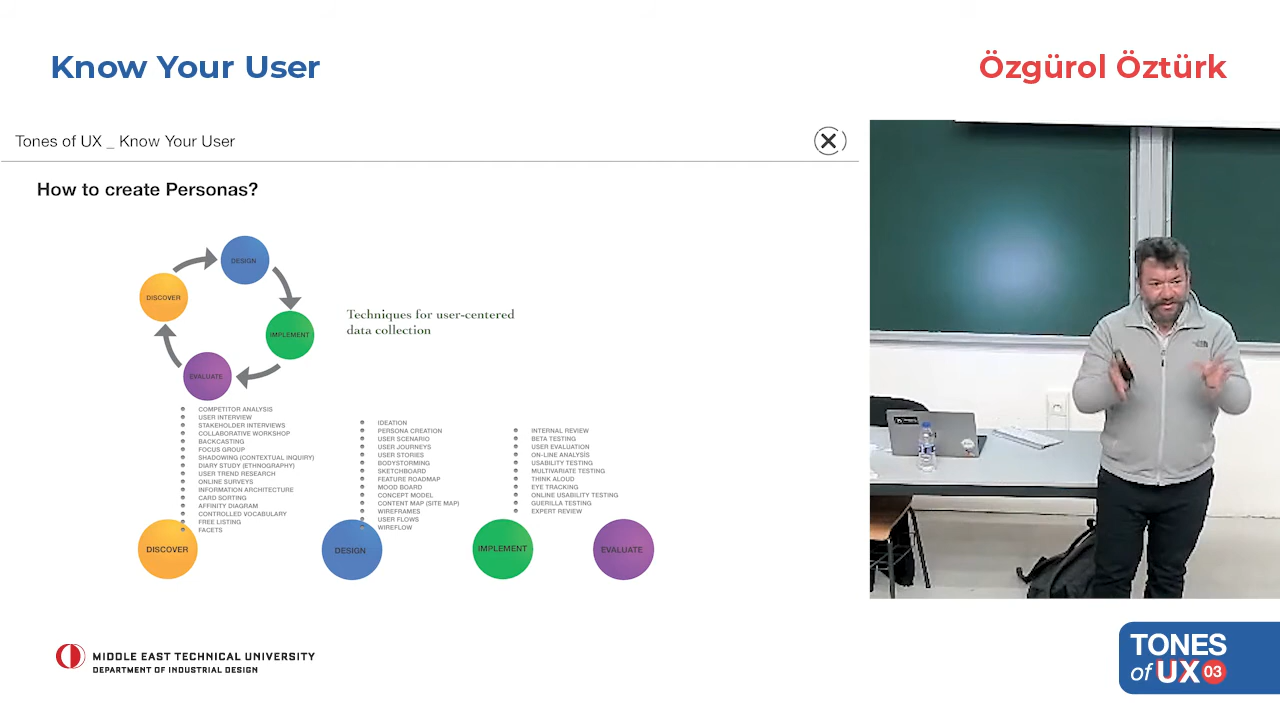 Know Your User
Özgürol Öztürk
Tones of UX _ Know Your User
How to create Personas?
DESIGN
DISCOVER
IMPLEMENT
EVALUATE
Techniques for user-centered
data collection
COMPETITOR ANALYSIS
USER INTERVIEW
STAKEHOLDER INTERVIEWS
COLLABORATIVE WORKSHOP
BACKCASTING
FOCUS GROUP
SHADOWING (CONTEXTUAL INQUIRY)
DIARY STUDY (ETHNOGRAPHY)
USER TREND RESEARCH
ONLINE SURVEYS
INFORMATION ARCHITECTURE
CARD SORTING
AFFINITY DIAGRAM
CONTROLLED VOCABULARY
FREE LISTING
FACETS
IDEATION
PERSONA CREATION
USER SCENARIO
USER JOURNEYS
USER STORIES
BODYSTORMING
SKETCHBOARD
FEATURE ROADMAP
MOOD BOARD
CONCEPT MODEL
CONTENT MAP (SITE MAP)
WIREFRAMES
USER FLOWS
WIREFLOW
INTERNAL REVIEW
BETA TESTING
USER EVALUATION
ON-LINE ANALYSIS
USABILITY TESTING
MULTIVARIATE TESTING
THINK ALOUD
EYE TRACKING
ONLINE USABILITY TESTING
GUERILLA TESTING
EXPERT REVIEW
DISCOVER
DESIGN
IMPLEMENT
EVALUATE
MIDDLE EAST TECHNICAL UNIVERSITY
DEPARTMENT OF INDUSTRIAL DESIGN
TONES
of UX 03